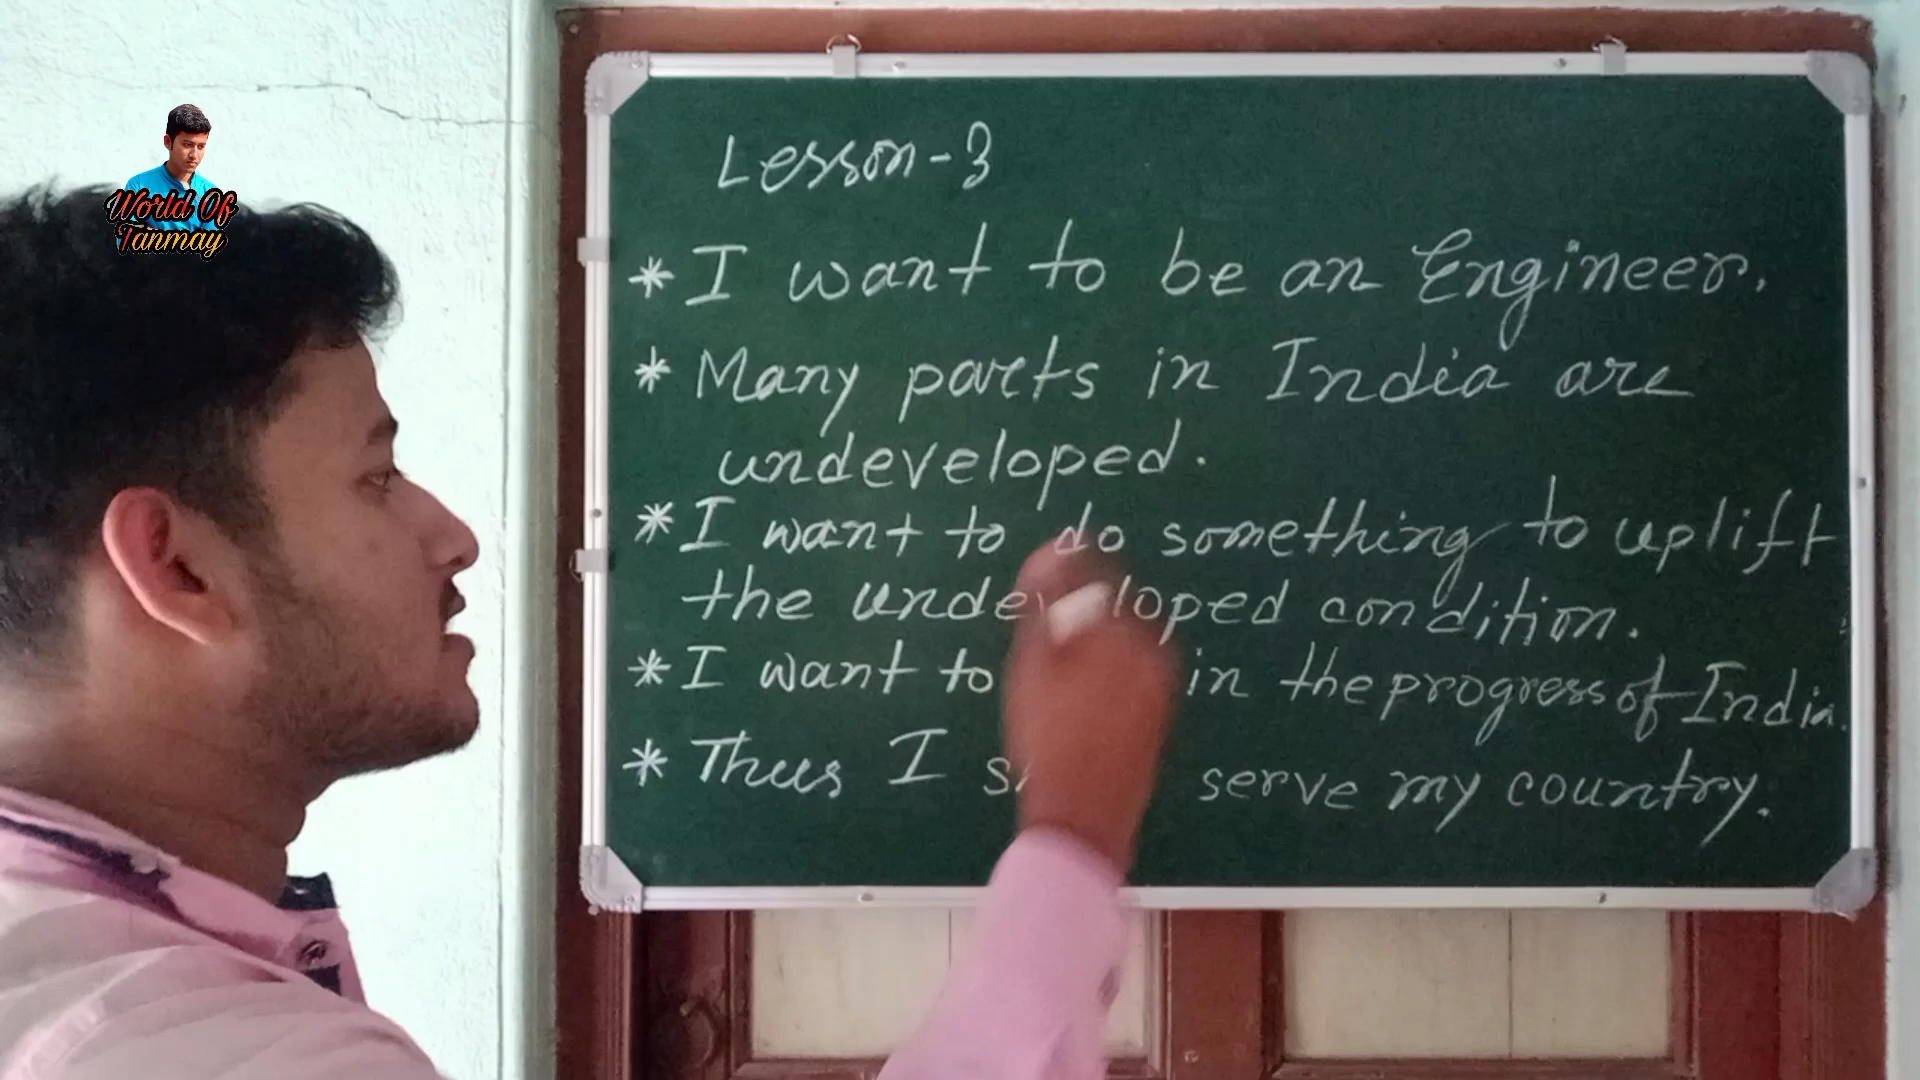 World Of
Tanmay
Lesson-3
* I want to be an Engineer.
* Many parts in India are
undeveloped.
* I want to do something to uplift
the undeveloped condition.
* I want to in the progress of India.
* Thus I serve my country.